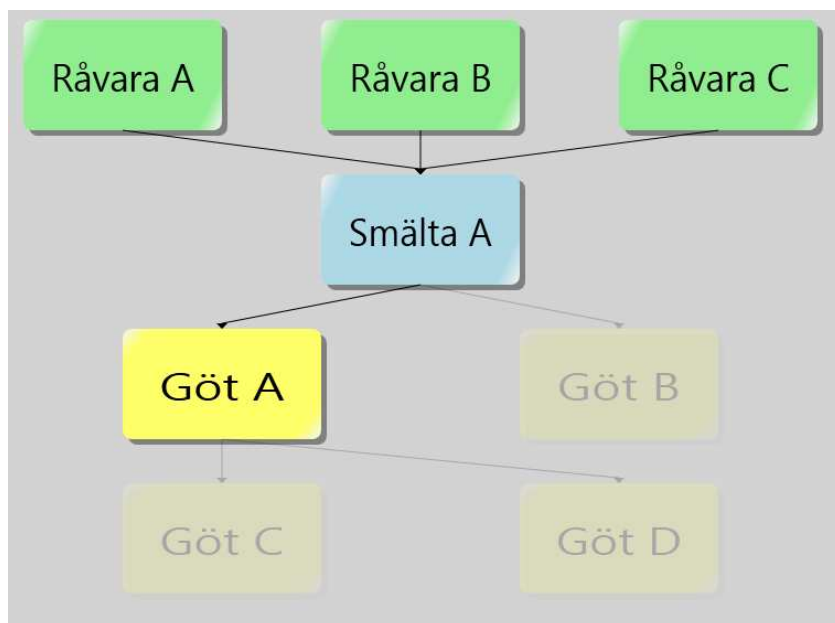 Råvara A
Råvara B
Råvara C
Smälta A
Göt A
Göt B
Göt C
Göt D